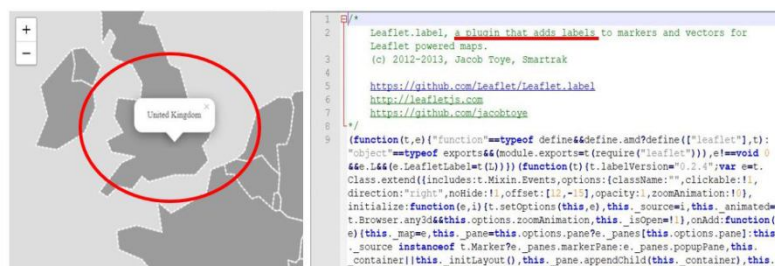 +
−
United Kingdom
×
1 /*
2 Leaflet.label, a plugin that adds labels to markers and vectors for
Leaflet powered maps.
3 (c) 2012-2013, Jacob Toye, Smartrak
4
5 https://github.com/Leaflet/Leaflet.label
6 http://leafletjs.com
7 https://github.com/jacobtoye
8 */
9 (function(t,e){"function"==typeof define&&define.amd?define(["leaflet"],t):
"object"==typeof exports&&(module.exports=t(require("leaflet"))),e!==void 0
&&e.L&&(e.LeafletLabel=t(L))})(function(t){t.labelVersion="0.2.4";var e=t.
Class.extend({includes:t.Mixin.Events,options:{className:"",clickable:!1,
direction:"right",noHide:!1,offset:[12,-15],opacity:1,zoomAnimation:!0},
initialize:function(e,i){t.setOptions(this,e),this._source=i,this._animated=
t.Browser.any3d&&this.options.zoomAnimation,this._isOpen=!1},onAdd:function(
e){this._map=e,this._pane=this.options.pane?e._panes[this.options.pane]:this
._source instanceof t.Marker?e._panes.markerPane:e._panes.popupPane,this.
_container||this._initLayout(),this._pane.appendChild(this._container),this.